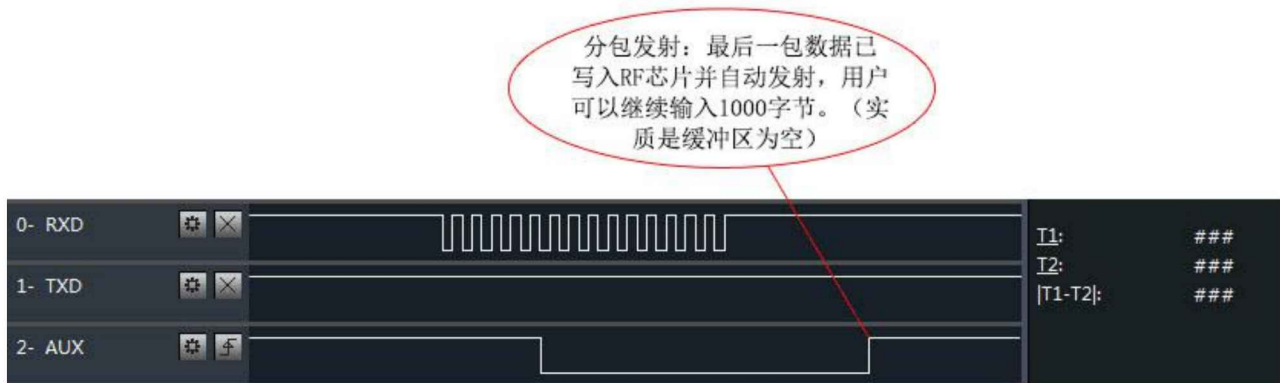 分包发射：最后一包数据已
写入RF芯片并自动发射，用户
可以继续输入1000字节。（实
质是缓冲区为空）
0- RXD
1- TXD
2- AUX
T1: ###
T2: ###
|T1-T2|: ###